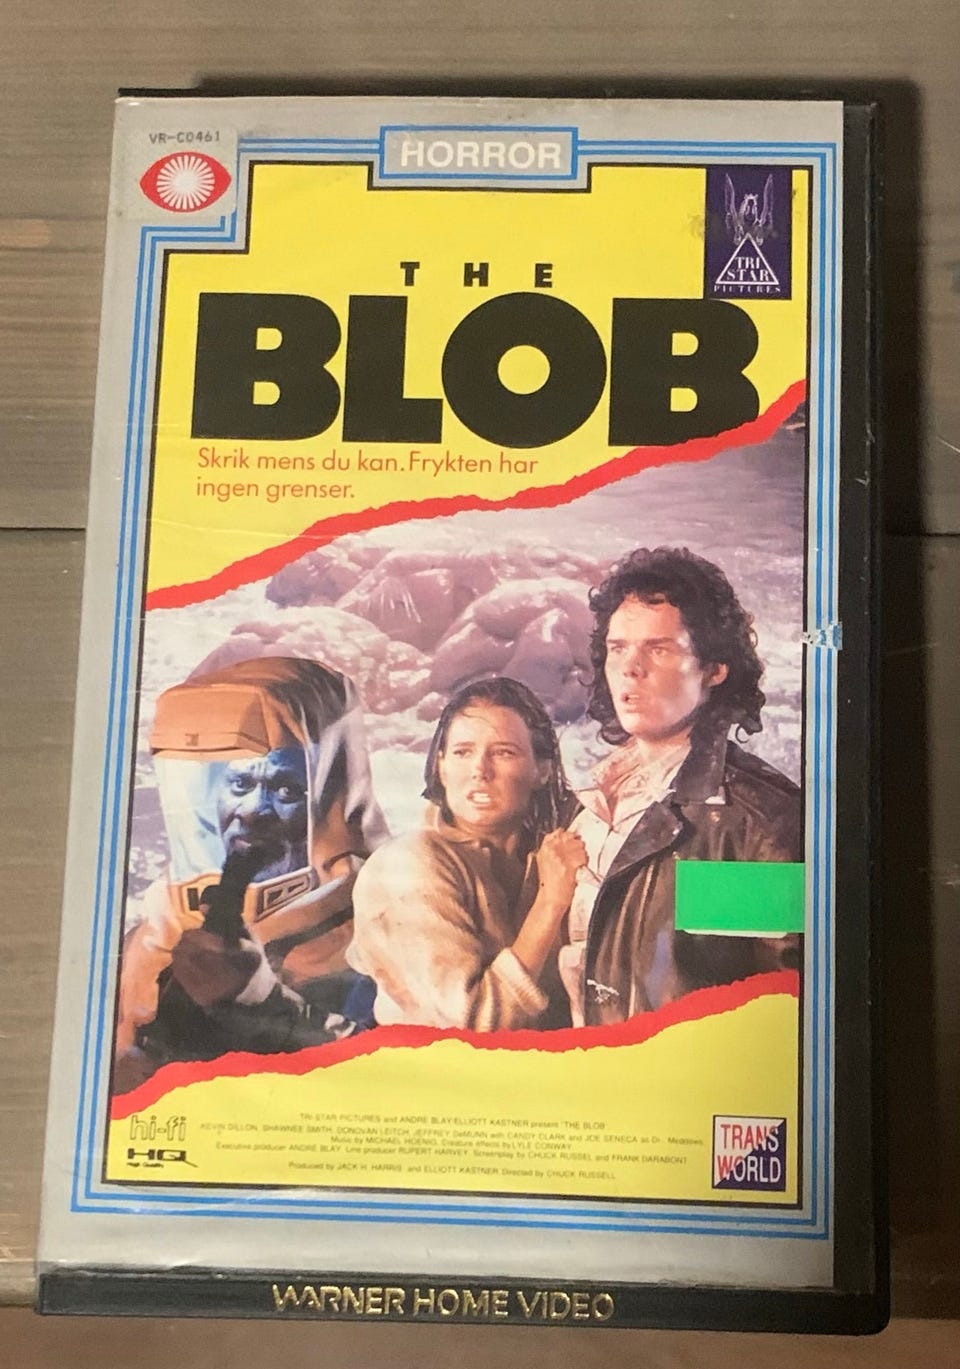 VR-C0461
HORROR
TRI
STAR
PICTURES
THE
BLOB
Skrik mens du kan. Frykten har
ingen grenser.
hi-fi
HQ
High Quality
TRI-STAR PICTURES and ANDRE BLAY/ELLIOTT KASTNER present "THE BLOB
KEVIN DILLON, SHAWNEE SMITH, DONOVAN LEITCH, JEFFREY DeMUNN with CANDY CLARK and JOE SENECA as Dr. Meddows
Music by MICHAEL HOENIG. Creature effects by LYLE CONWAY.
Executive producer ANDRE BLAY. Line producer RUPERT HARVEY. Screenplay by CHUCK RUSSEL and FRANK DARABONT
Produced by JACK H. HARRIS and ELLIOTT KASTNER Directed by CHUCK RUSSELL
TRANS
WORLD
WARNER HOME VIDEO